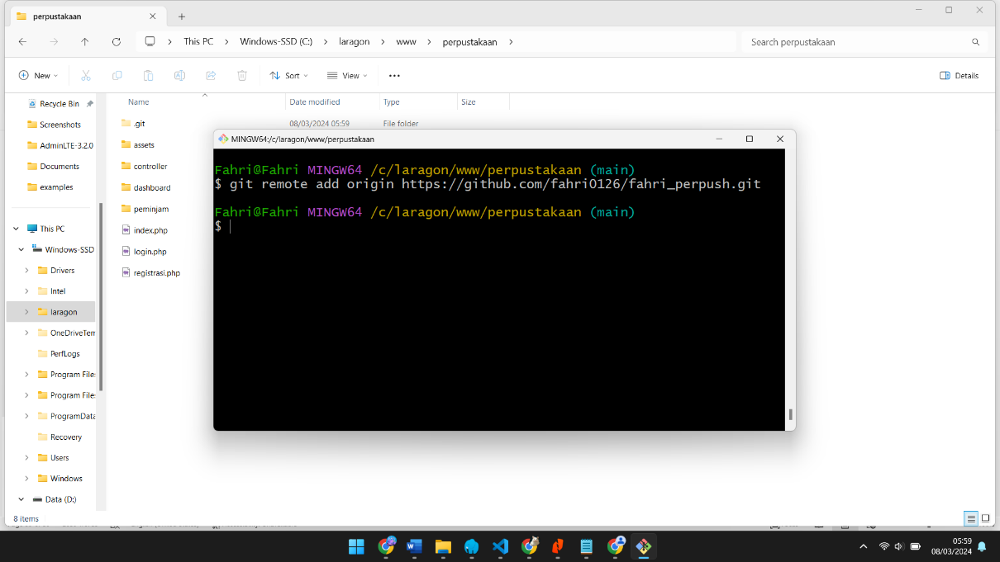 perpustakaan
This PC
Windows-SSD (C:)
laragon
www
perpustakaan
Search perpustakaan
New
Sort
View
Details
Name
Date modified
Type
Size
Recycle Bin
Screenshots
AdminLTE-3.2.0
Documents
examples
This PC
Windows-SSD
Drivers
Intel
laragon
OneDriveTem
PerfLogs
Program Files
Program Files
ProgramData
Recovery
Users
Windows
Data (D:)
.git
08/03/2024 05:59
File folder
assets
controller
dashboard
peminjam
index.php
login.php
registrasi.php
MINGW64:/c/laragon/www/perpustakaan
Fahri@Fahri MINGW64 /c/laragon/www/perpustakaan (main)
$ git remote add origin https://github.com/fahri0126/fahri_perpush.git
Fahri@Fahri MINGW64 /c/laragon/www/perpustakaan (main)
$
8 items
05:59
08/03/2024